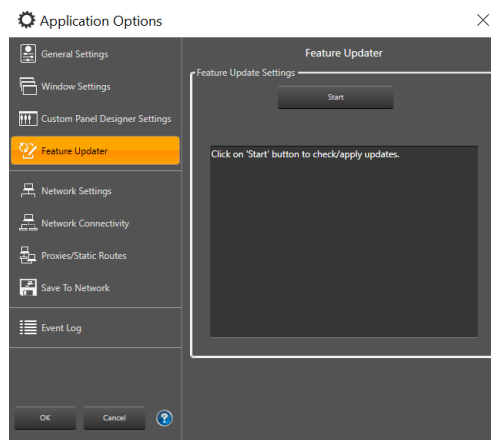 Application Options
General Settings
Window Settings
Custom Panel Designer Settings
Feature Updater
Network Settings
Network Connectivity
Proxies/Static Routes
Save To Network
Event Log
OK
Cancel
?
Feature Updater
Feature Update Settings
Start
Click on 'Start' button to check/apply updates.